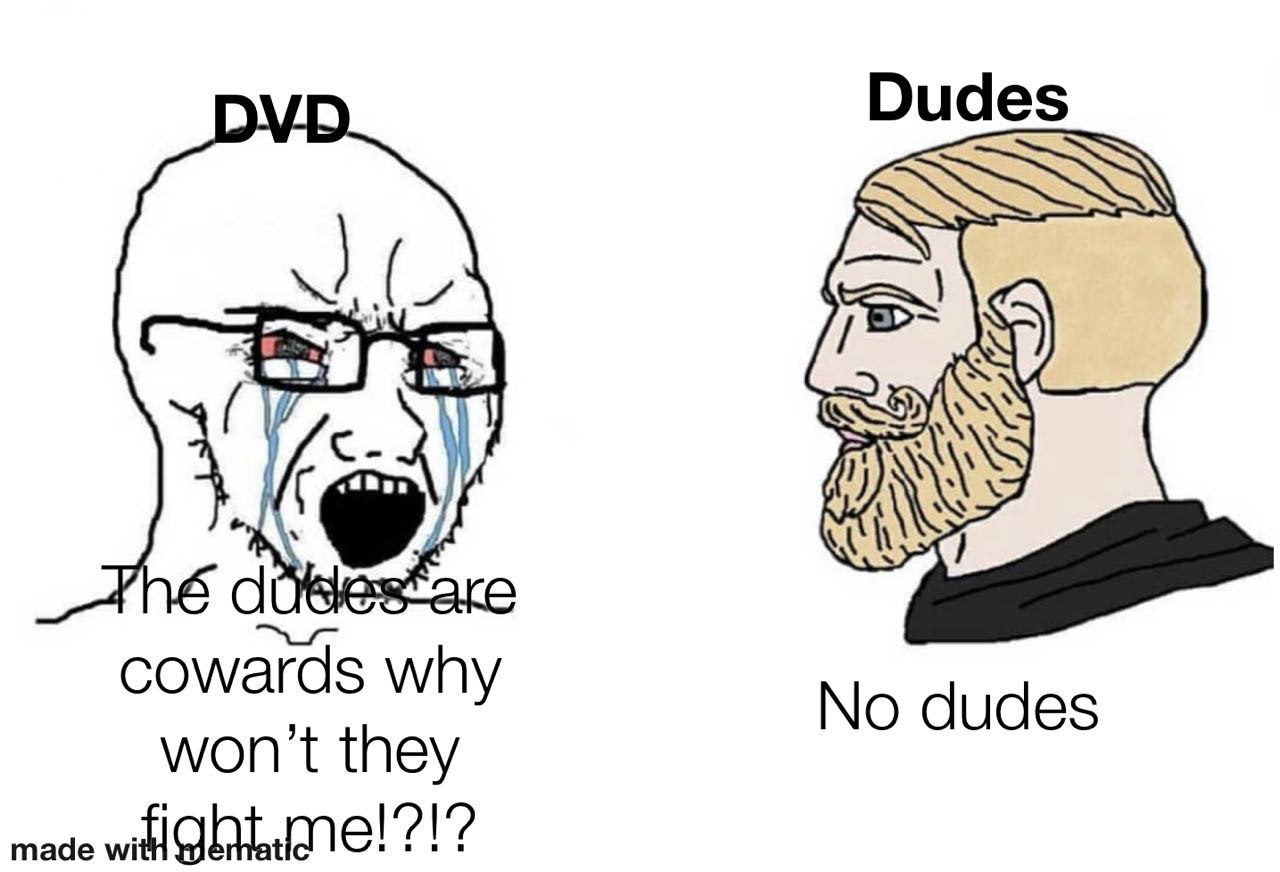 DVD
The dudes are
cowards why
won’t they
fight me!?!?
Dudes
No dudes
made with mematic